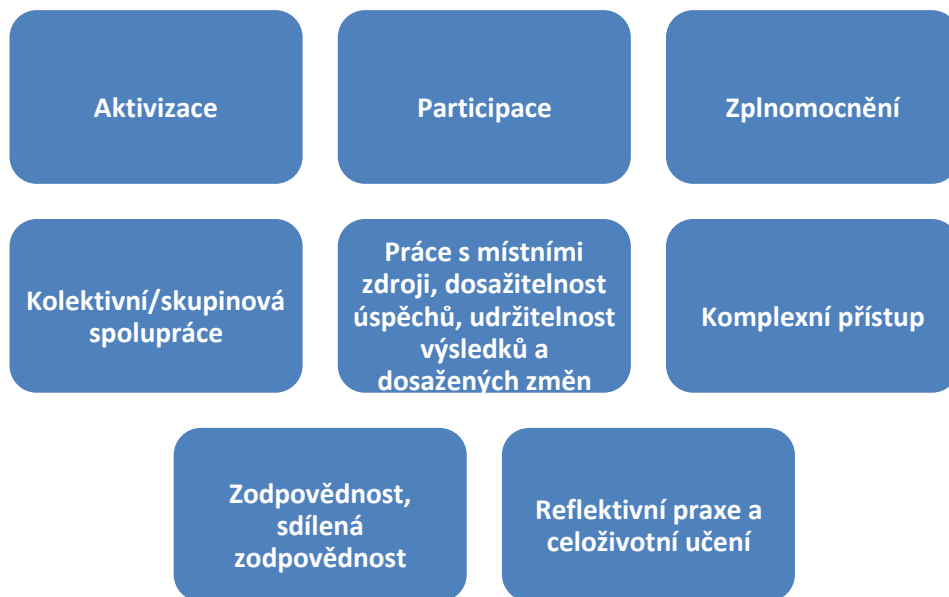 Aktivizace
Participace
Zplnomocnění
Kolektivní/skupinová
spolupráce
Práce s místními
zdroji, dosažitelnost
úspěchů, udržitelnost
výsledků a
dosažených změn
Komplexní přístup
Zodpovědnost,
sdílená
zodpovědnost
Reflektivní praxe a
celoživotní učení